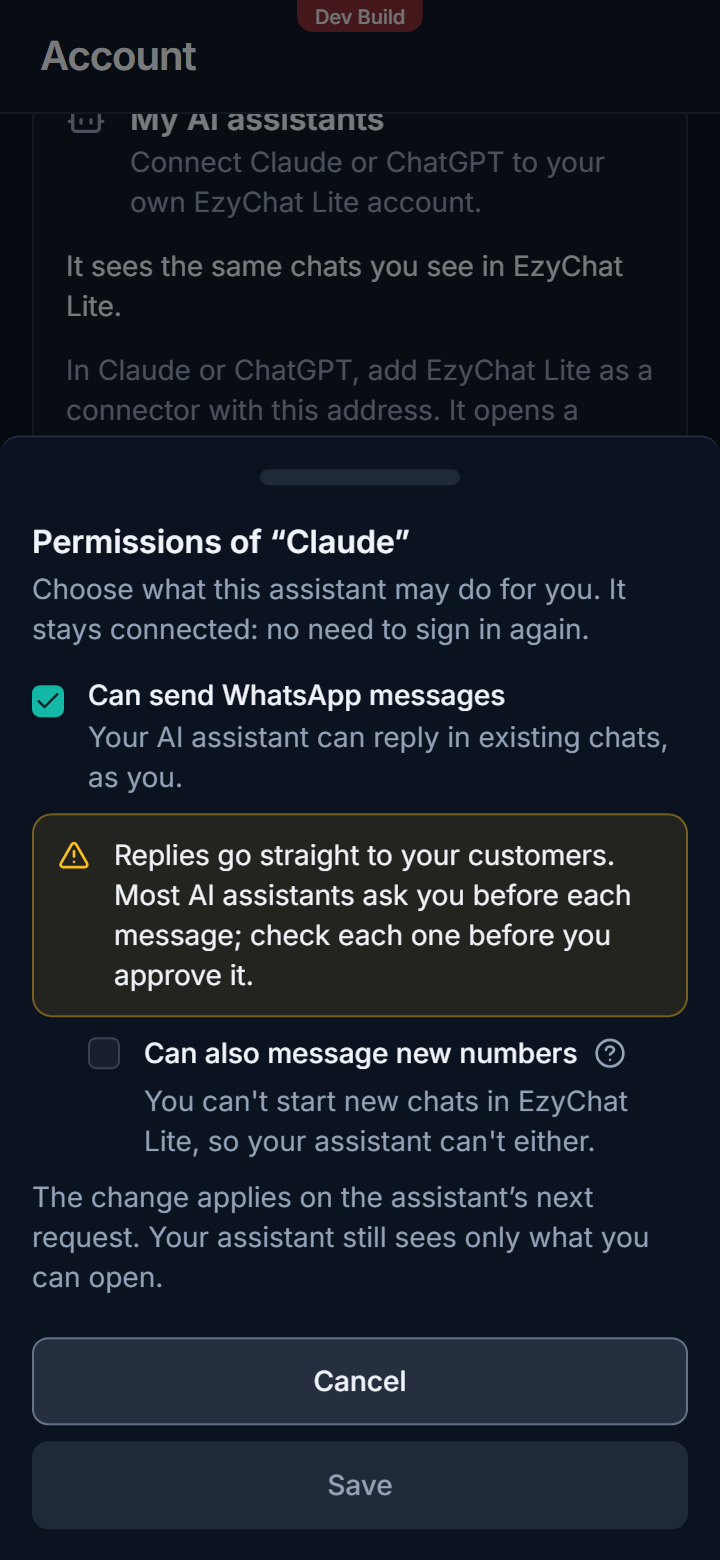 Dev Build
Account
My AI assistants
Connect Claude or ChatGPT to your
own EzyChat Lite account.
It sees the same chats you see in EzyChat
Lite.
In Claude or ChatGPT, add EzyChat Lite as a
connector with this address. It opens a
Permissions of “Claude”
Choose what this assistant may do for you. It
stays connected: no need to sign in again.
Can send WhatsApp messages
Your AI assistant can reply in existing chats,
as you.
Replies go straight to your customers.
Most AI assistants ask you before each
message; check each one before you
approve it.
Can also message new numbers
You can't start new chats in EzyChat
Lite, so your assistant can't either.
The change applies on the assistant’s next
request. Your assistant still sees only what you
can open.
Cancel
Save